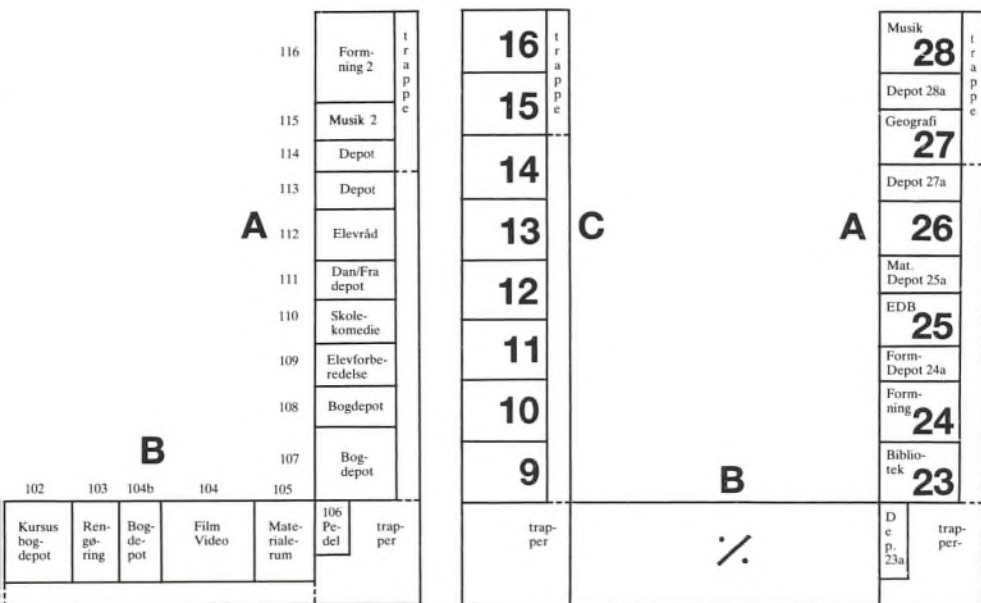 116
Form-
ning 2
trappe
115
Musik 2
114
Depot
113
Depot
A
112
Elevråd
111
Dan/Fra
depot
110
Skole-
komedie
109
Elevforbe-
redelse
108
Bogdepot
107
Bog-
depot
B
102
103
104b
104
105
Kursus
bog-
depot
Ren-
gø-
ring
Bog-
de-
pot
Film
Video
Mate-
riale-
rum
106
Pe-
del
trap-
per
16
trappe
15
14
13
C
12
11
10
9
trap-
per
B
٪
Musik
28
trappe
Depot 28a
Geografi
27
Depot 27a
A
26
Mat.
Depot 25a
EDB
25
Form-
Depot 24a
Form-
ning
24
Biblio-
tek
23
Dep.
23a
trap-
per-